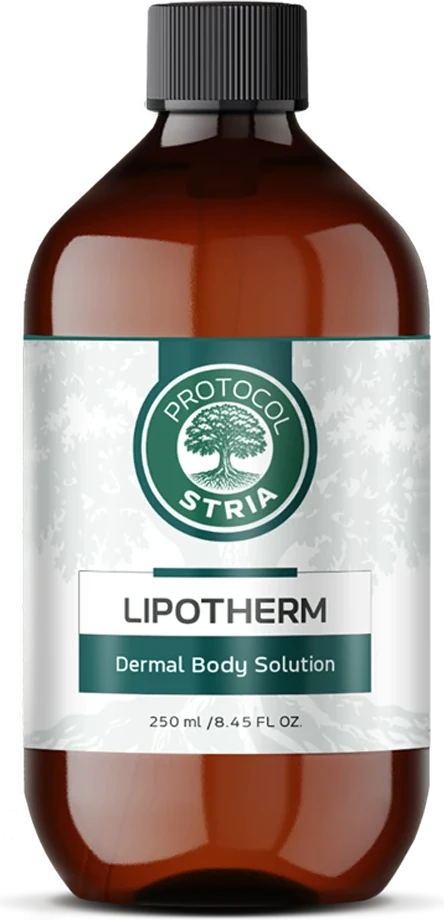 PROTOCOL
STRIA
LIPOTHERM
Dermal Body Solution
250 ml /8.45 FL OZ.